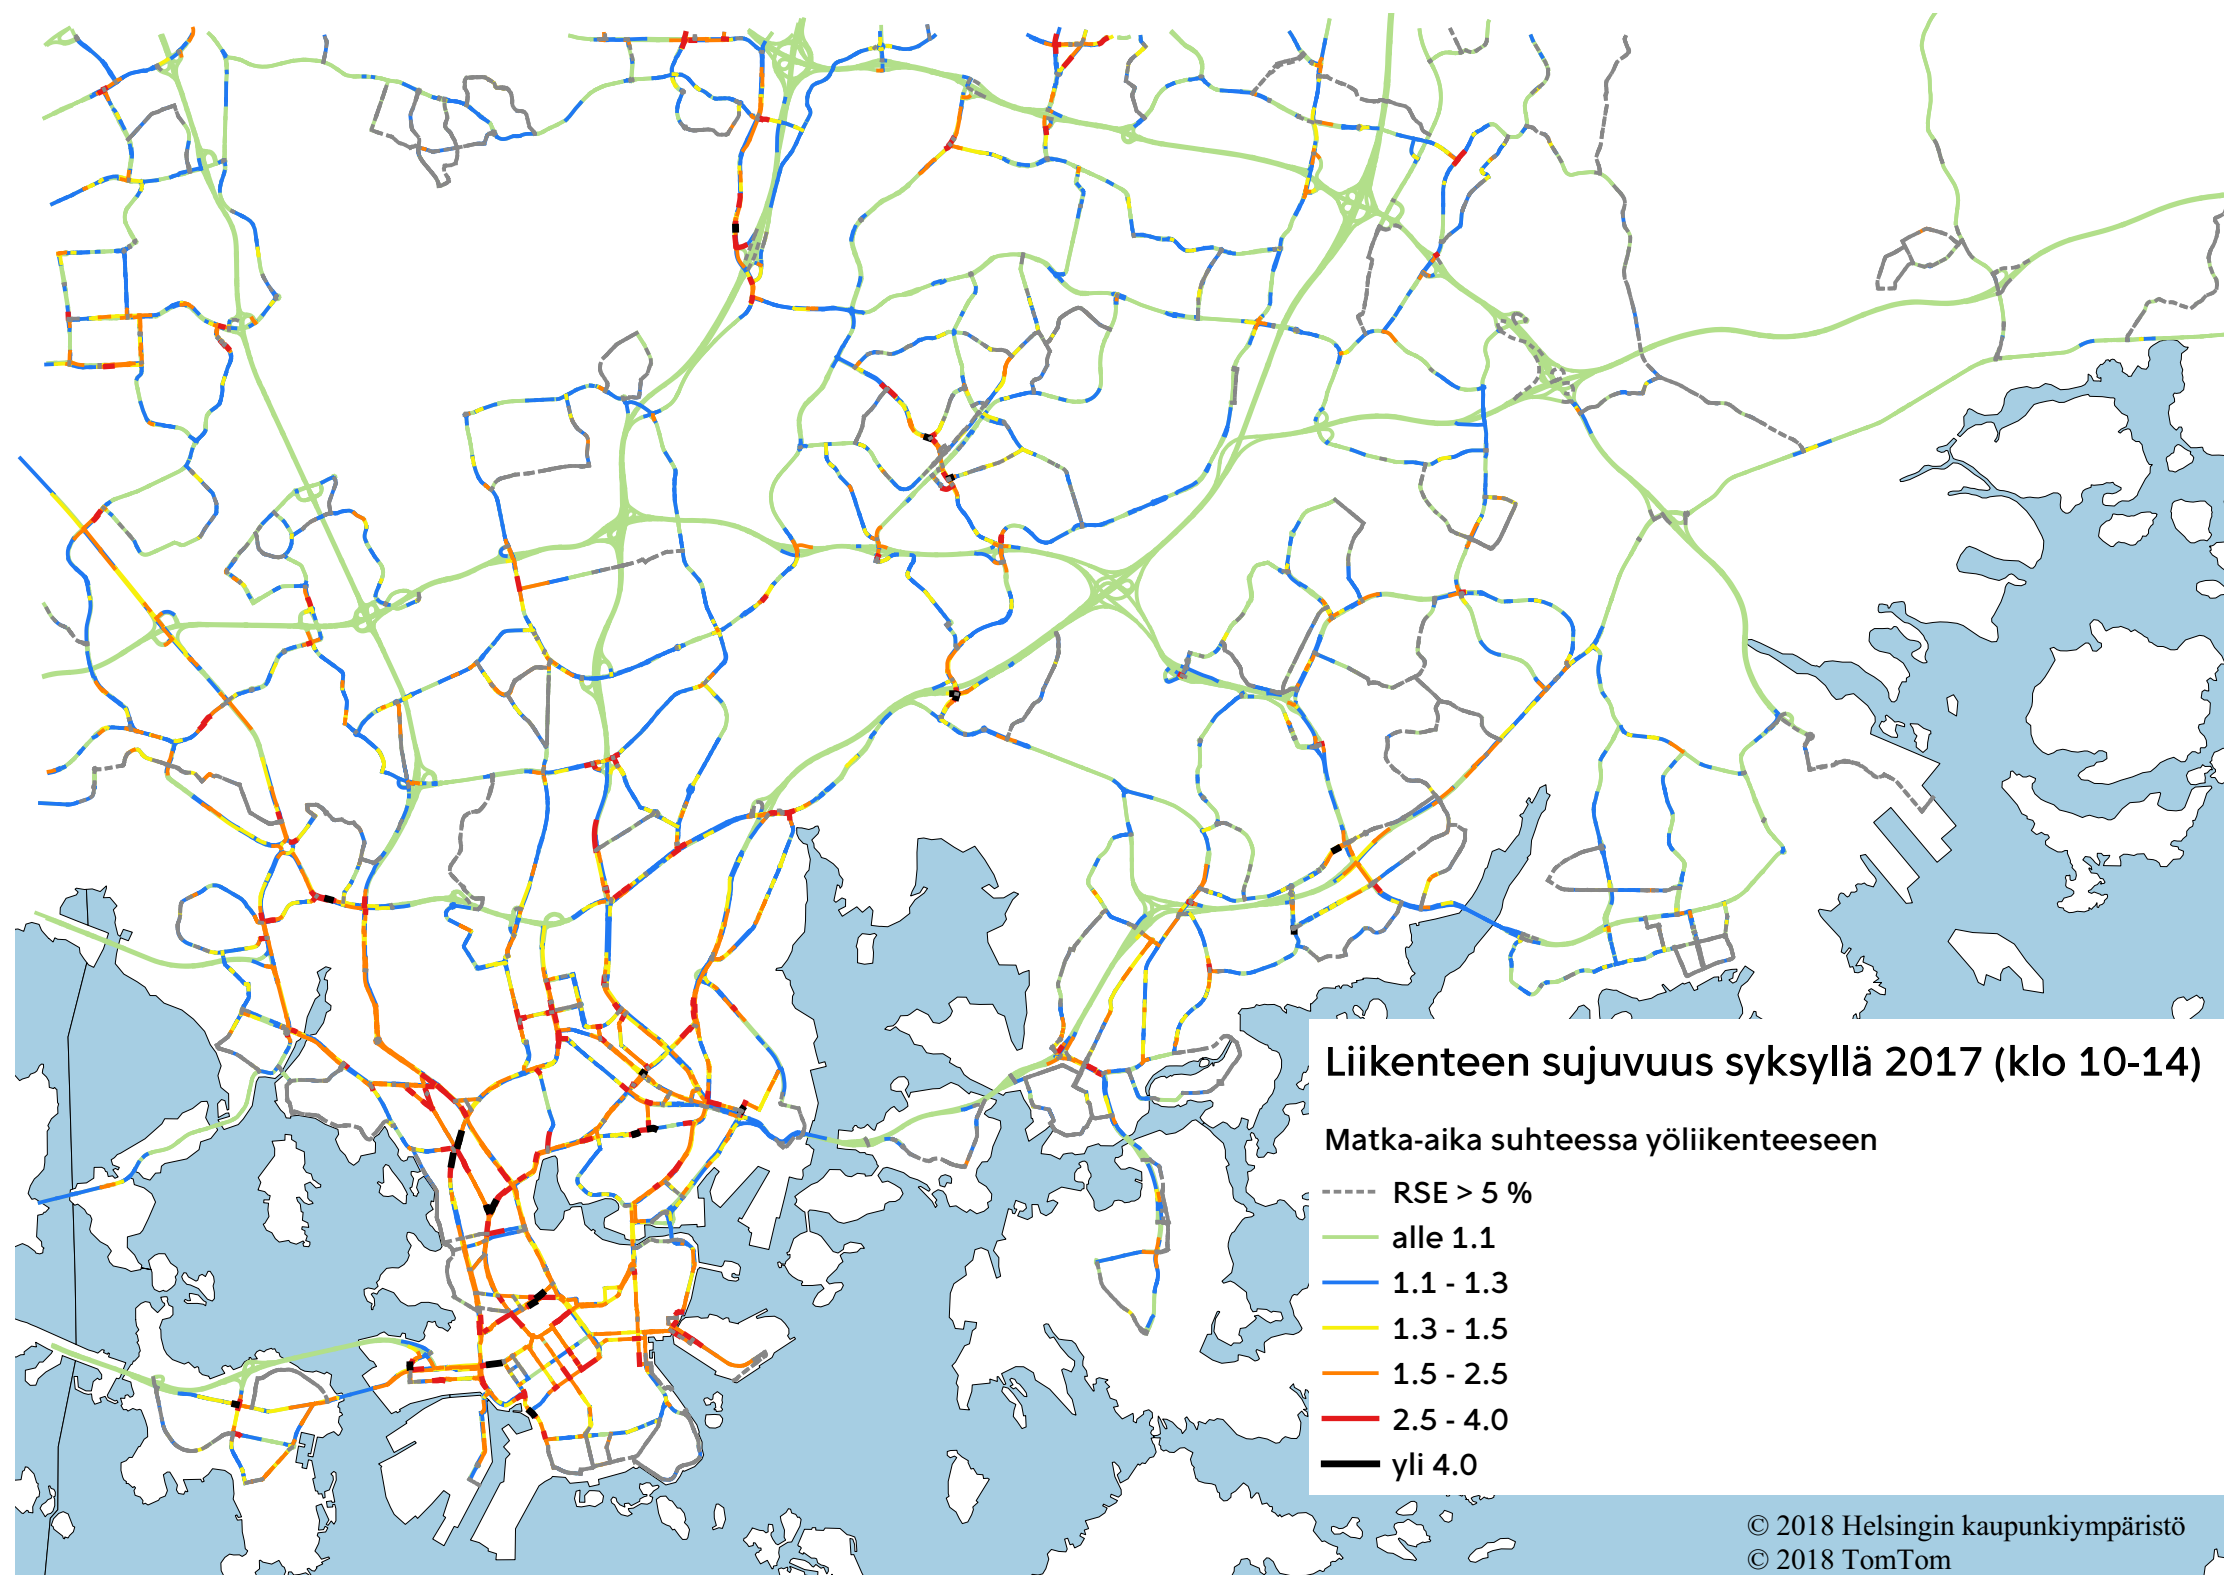 Liikenteen sujuvuus syksyllä 2017 (klo 10-14)
Matka-aika suhteessa yöliikenteeseen
RSE > 5 %
alle 1.1
1.1 - 1.3
1.3 - 1.5
1.5 - 2.5
2.5 - 4.0
yli 4.0
© 2018 Helsingin kaupunkiympäristö
© 2018 TomTom